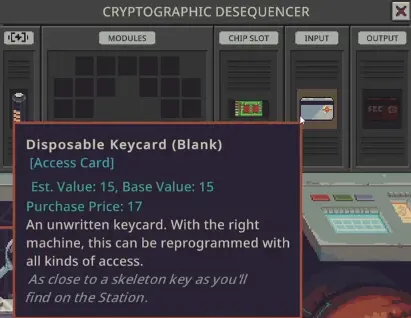 CRYPTOGRAPHIC DESEQUENCER
MODULES
CHIP SLOT
INPUT
OUTPUT
SEC
Disposable Keycard (Blank)
[Access Card]
Est. Value: 15, Base Value: 15
Purchase Price: 17
An unwritten keycard. With the right
machine, this can be reprogrammed with
all kinds of access.
As close to a skeleton key as you'll
find on the Station.